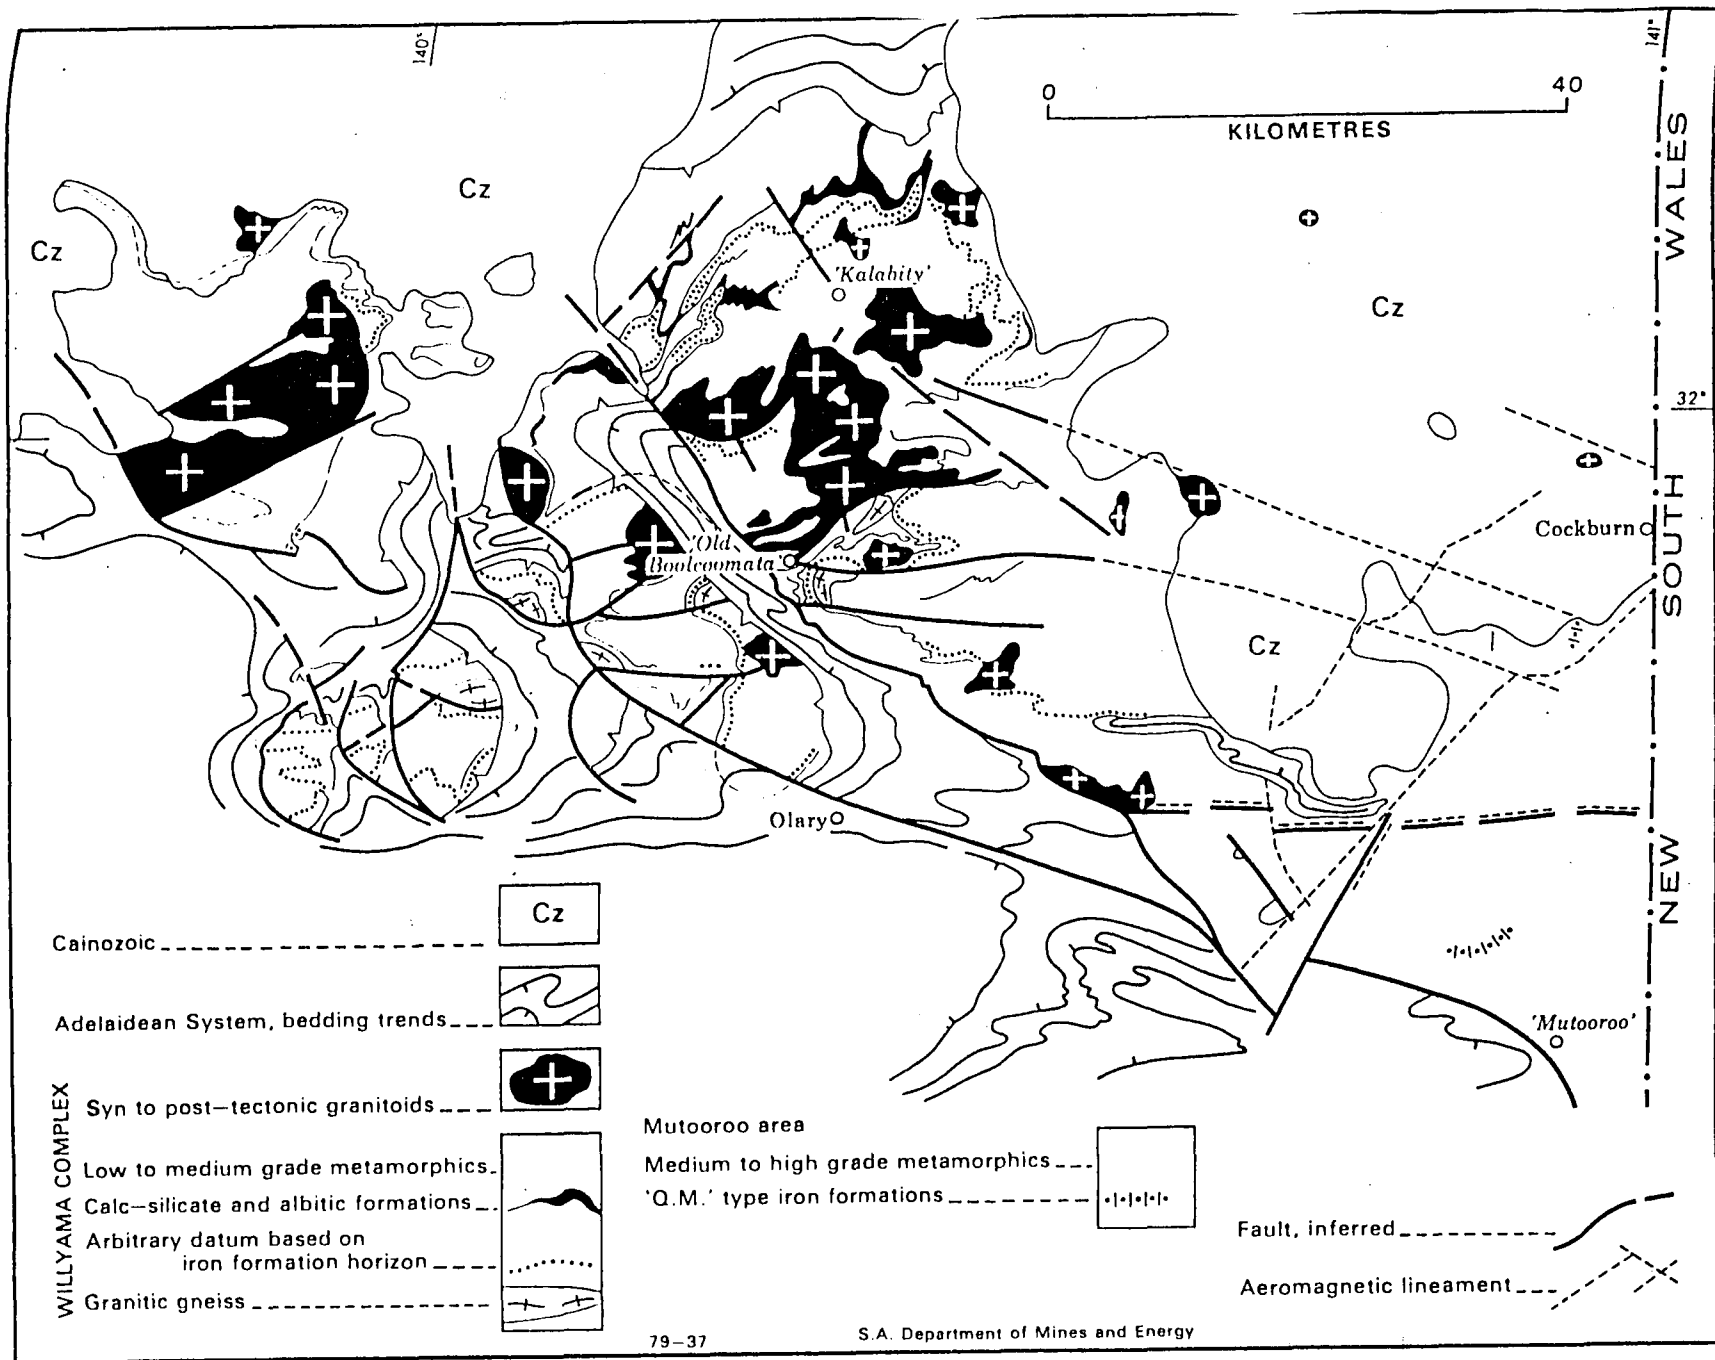 140°
141°
0 40
KILOMETRES
Cz
Cz
Cz
Cz
'Kalabity'
32°
Cockburn
Old
Boolcoomata'
Olary
'Mutooroo'
NEW SOUTH WALES
Cz
Cainozoic
Adelaidean System, bedding trends
WILLYAMA COMPLEX
Syn to post-tectonic granitoids
Low to medium grade metamorphics
Calc-silicate and albitic formations
Arbitrary datum based on
iron formation horizon
Granitic gneiss
Mutooroo area
Medium to high grade metamorphics
'Q.M.' type iron formations
Fault, inferred
Aeromagnetic lineament
79-37
S.A. Department of Mines and Energy